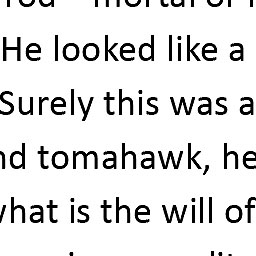 mortal or
He looked like a
Surely this was a
nd tomahawk, he
what is the will of